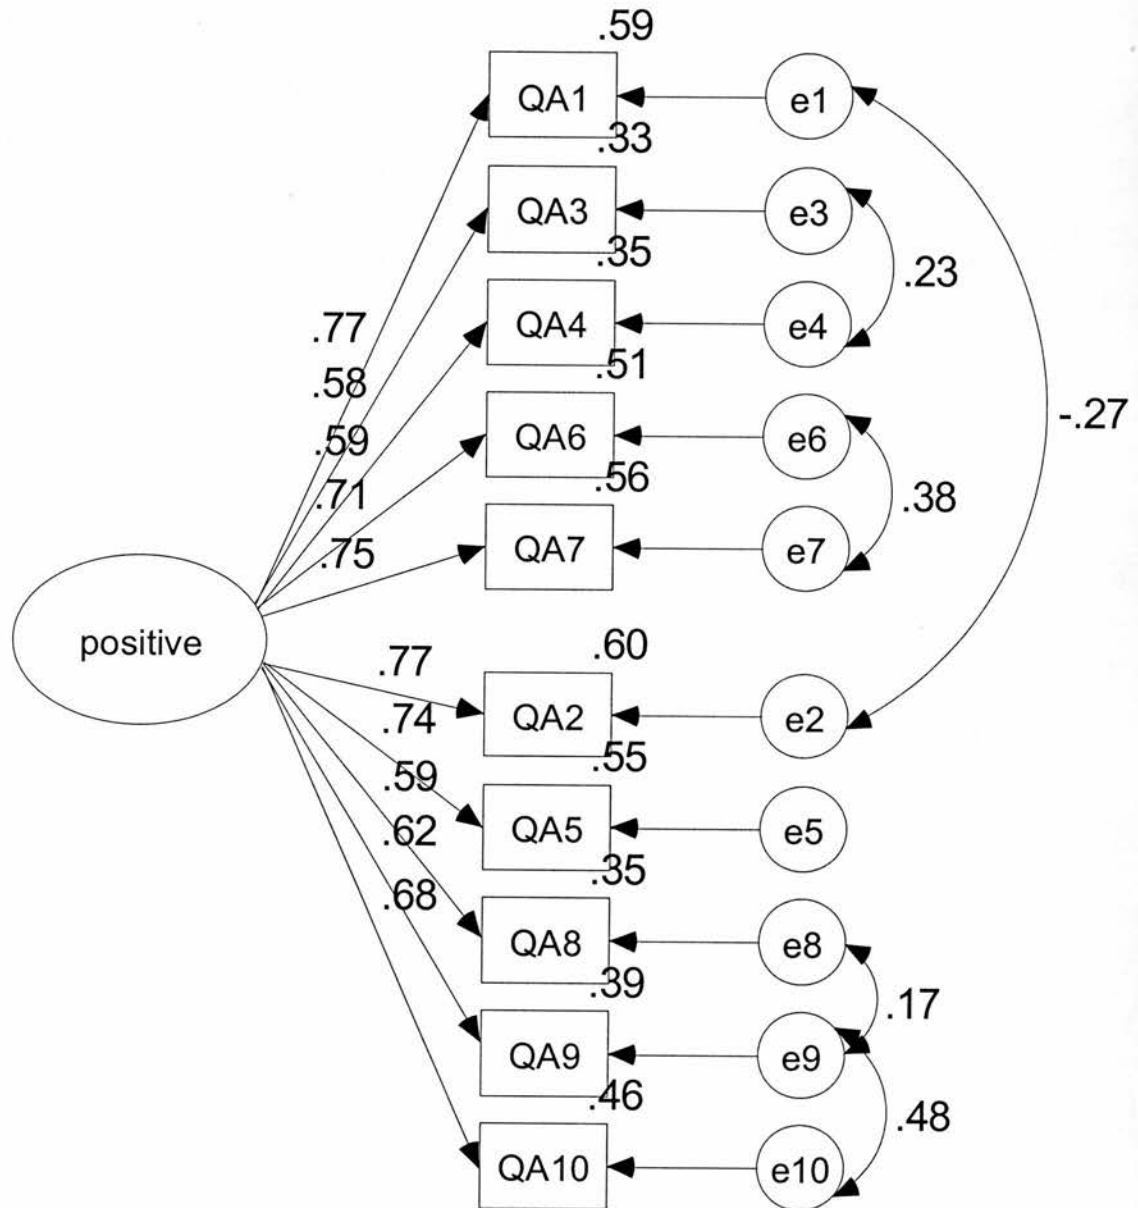 .59
QA1
e1
.33
QA3
e3
.35
.23
QA4
e4
.77
.51
.58
-.27
QA6
e6
.59
.56
.38
.71
QA7
e7
.75
positive
.60
.77
QA2
e2
.74
.55
.59
QA5
e5
.62
.35
.68
QA8
e8
.39
.17
QA9
e9
.46
.48
QA10
e10